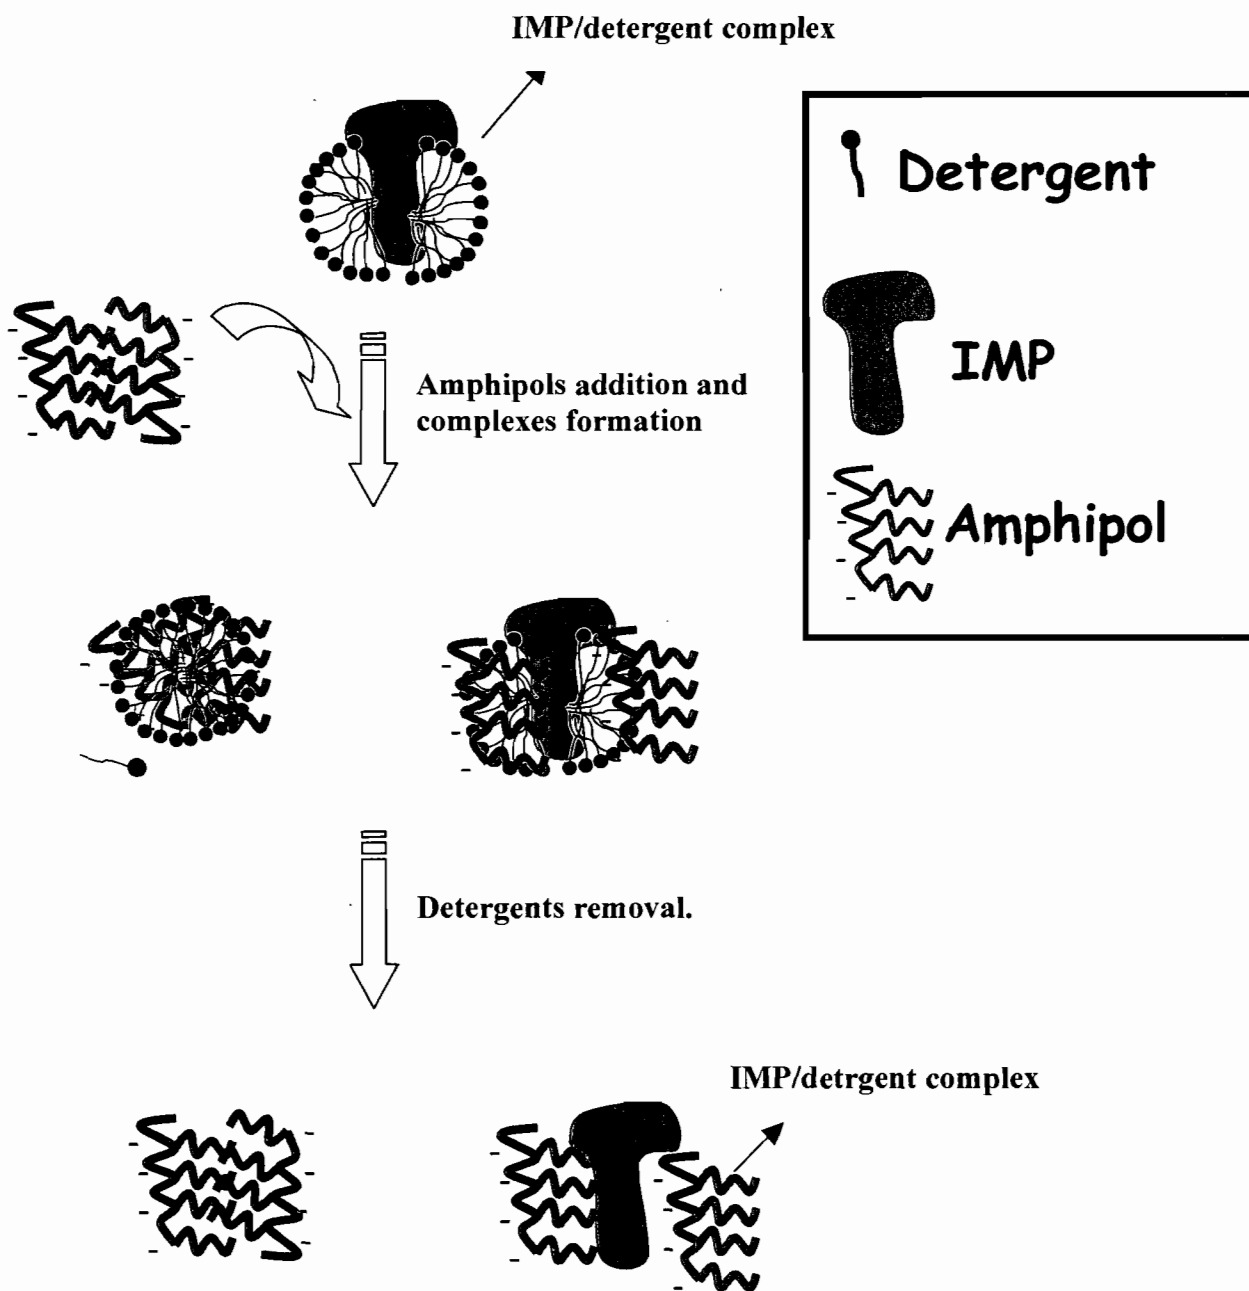 IMP/detergent complex
Detergent
IMP
Amphipol
Amphipols addition and
complexes formation
Detergents removal.
IMP/detrgent complex